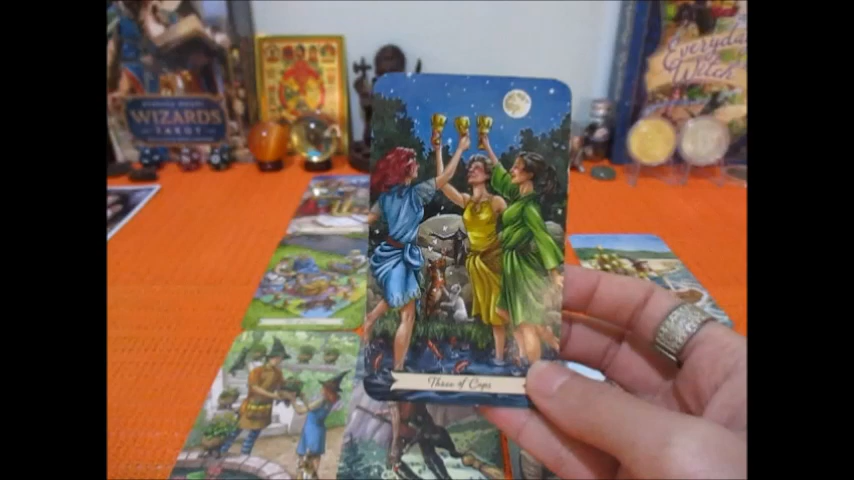 WIZARDS
TAROT
Everyday
Witch
Three of Cups